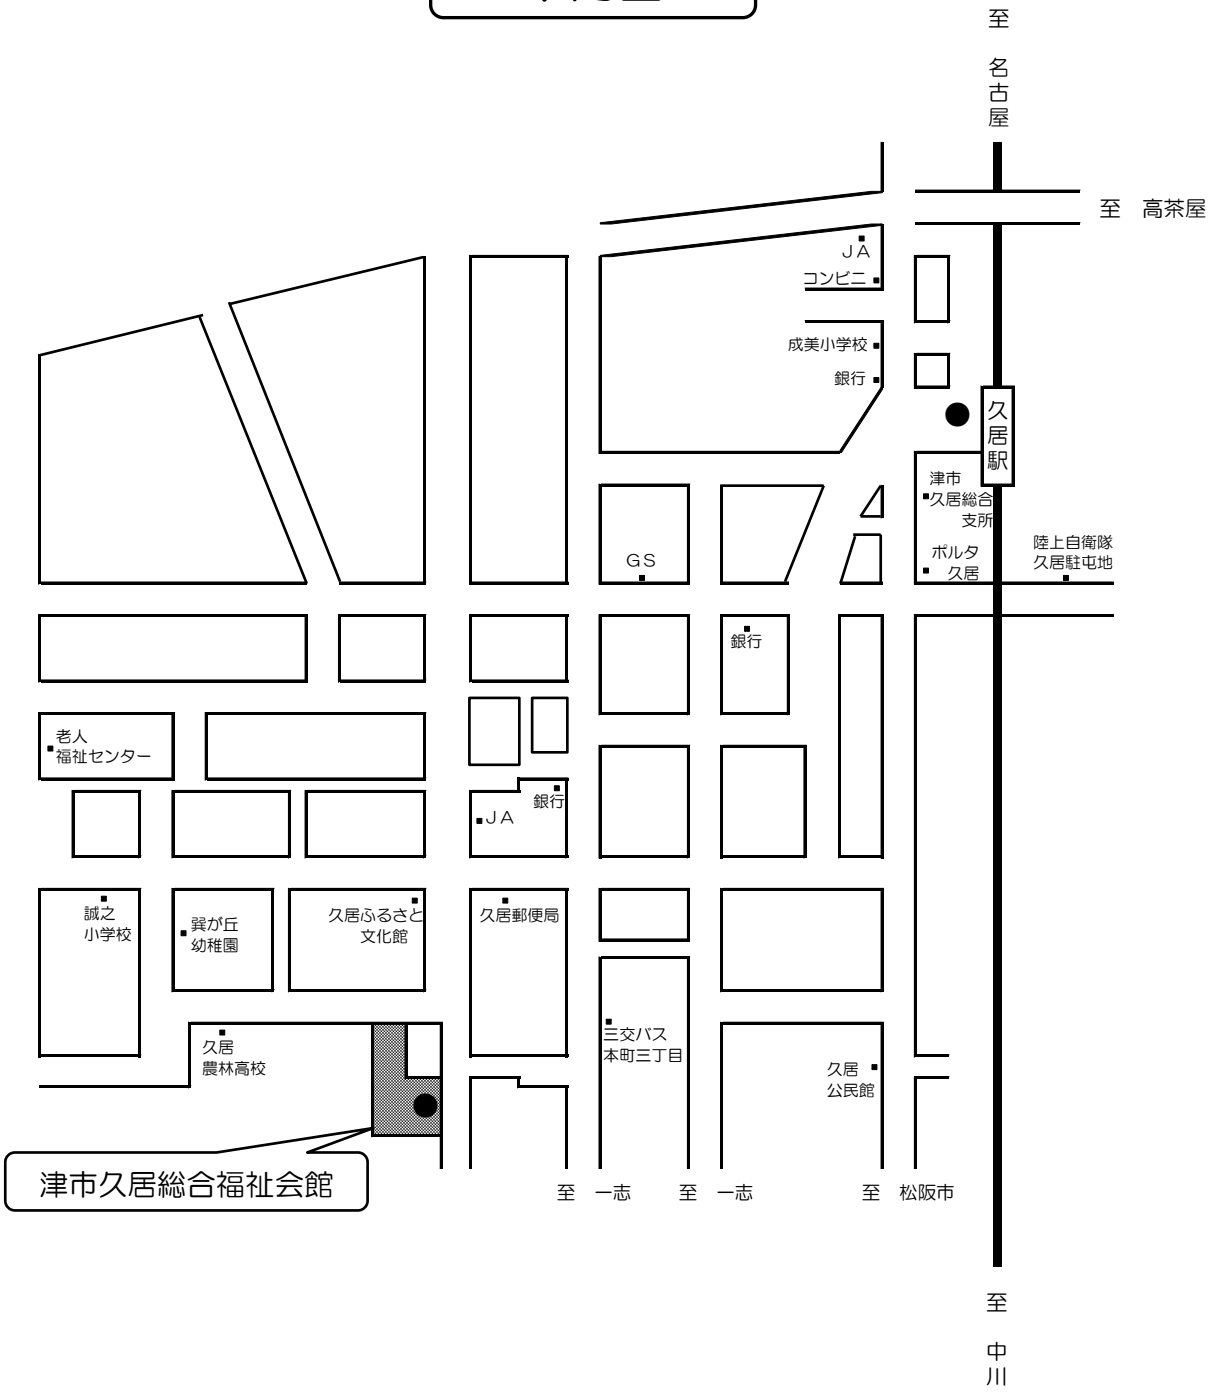 至 名古屋
至 高茶屋
JA
コンビニ
成美小学校
銀行
久居駅
津市
久居総合
支所
ポルタ
久居
陸上自衛隊
久居駐屯地
GS
銀行
老人
福祉センター
銀行
JA
誠之
小学校
巽が丘
幼稚園
久居ふるさと
文化館
久居郵便局
久居
農林高校
三交バス
本町三丁目
久居
公民館
津市久居総合福祉会館
至 一志
至 一志
至 松阪市
至 中川